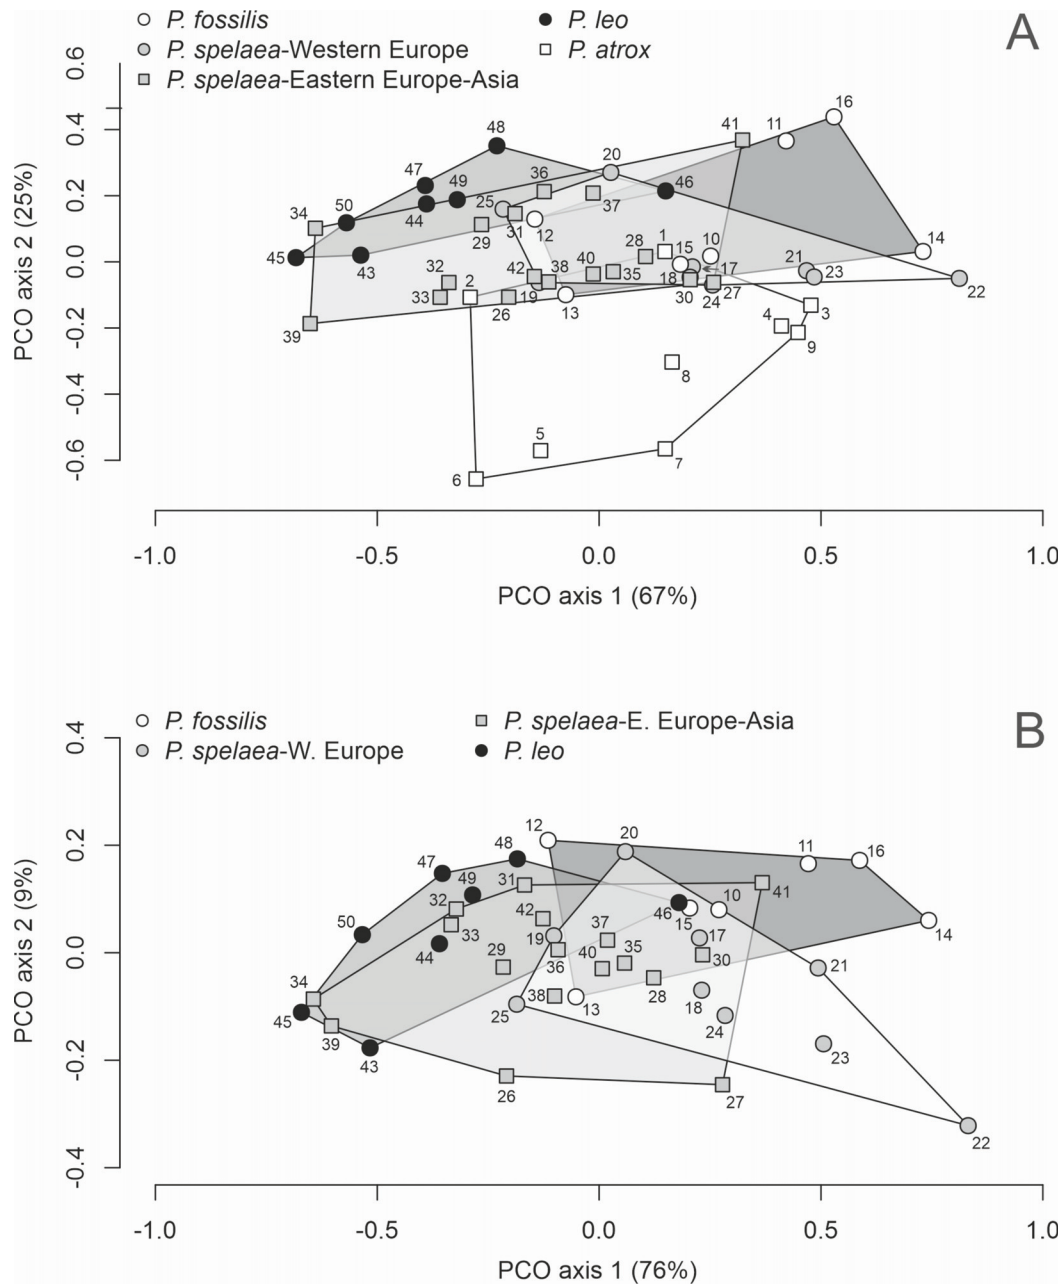 P. fossilis P. leo A
P. spelaea-Western Europe P. atrox
P. spelaea-Eastern Europe-Asia
PCO axis 2 (25%)
0.6
0.4
0.2
0.0
-0.2
-0.4
-0.6
16
48 41 11
20
47 36 46
49
34 50 25 37
44 31 12
29 28 1 10 14
45 43 15 21
32 42 38 40 35 17 23
2 18 22
33 19 30 27
26 13 24 3
39 4 9
8
5
7
6
-1.0 -0.5 0.0 0.5 1.0
PCO axis 1 (67%)
P. fossilis P. spelaea-E. Europe-Asia B
P. spelaea-W. Europe P. leo
PCO axis 2 (9%)
0.4
0.2
0.0
-0.2
-0.4
12 20
48 11 16
47
49 31 41
32 10
50 42 46 15 14
33 37 17
44 19
29 40 35 30 21
36
34 28
38 13 18
45 25 24
39 23
43
26 27
22
-1.0 -0.5 0.0 0.5 1.0
PCO axis 1 (76%)